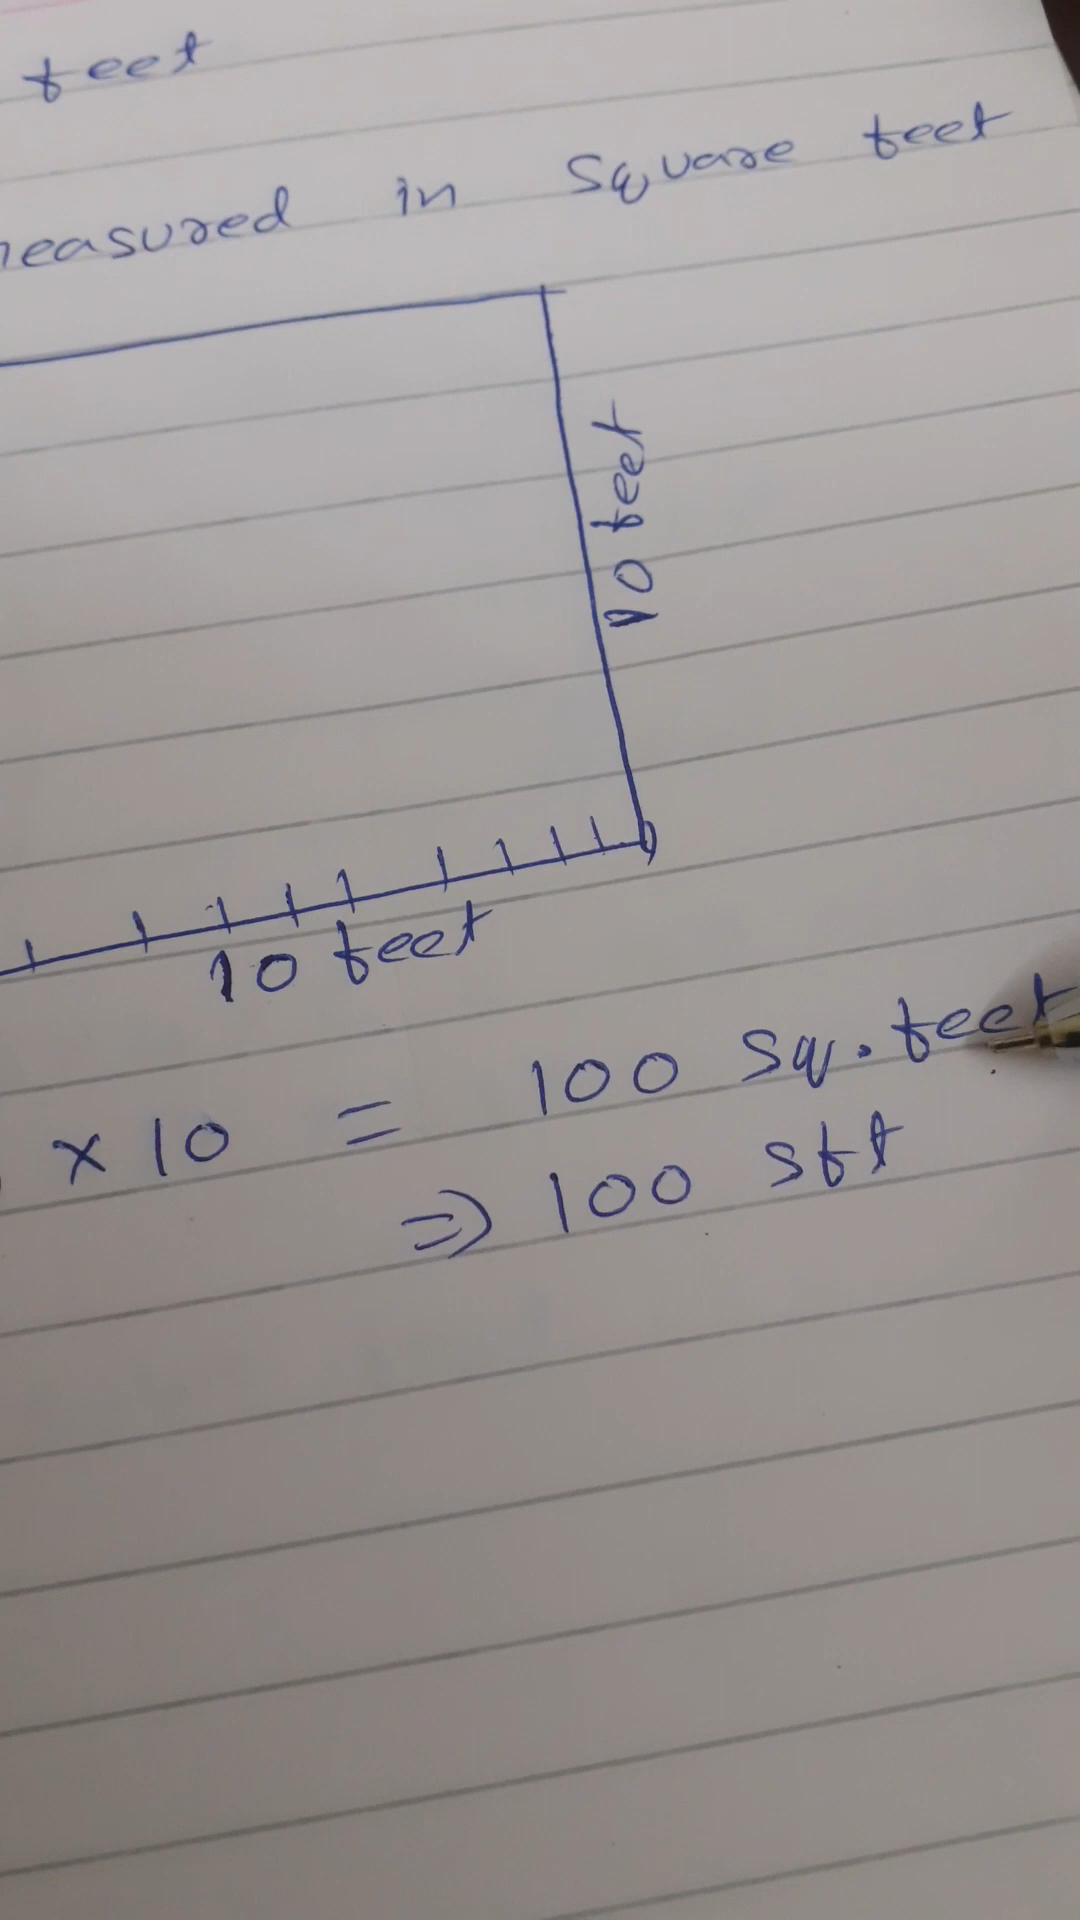 feet
measured in square feet
10 feet
10 feet
x 10 = 100 sq. feet
=> 100 sft